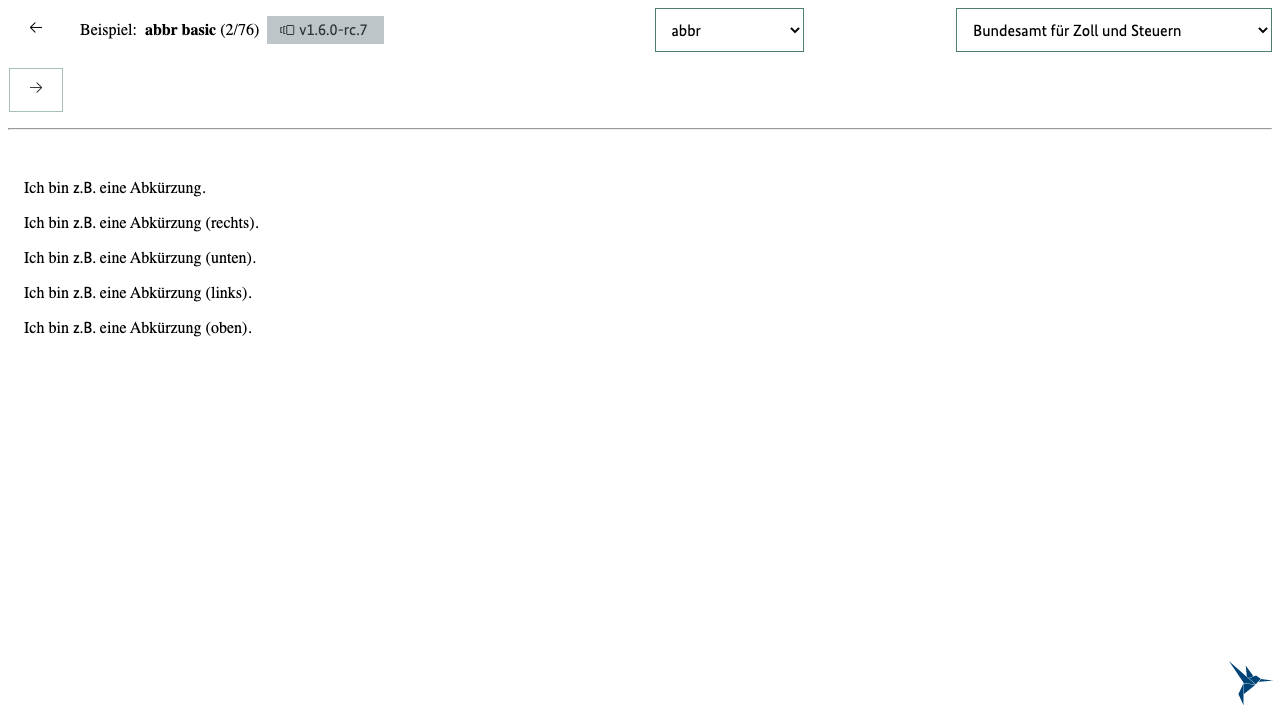 Beispiel: abbr basic (2/76) v1.6.0-rc.7 abbr Bundesamt für Zoll und Steuern
Ich bin z.B. eine Abkürzung.
Ich bin z.B. eine Abkürzung (rechts).
Ich bin z.B. eine Abkürzung (unten).
Ich bin z.B. eine Abkürzung (links).
Ich bin z.B. eine Abkürzung (oben).